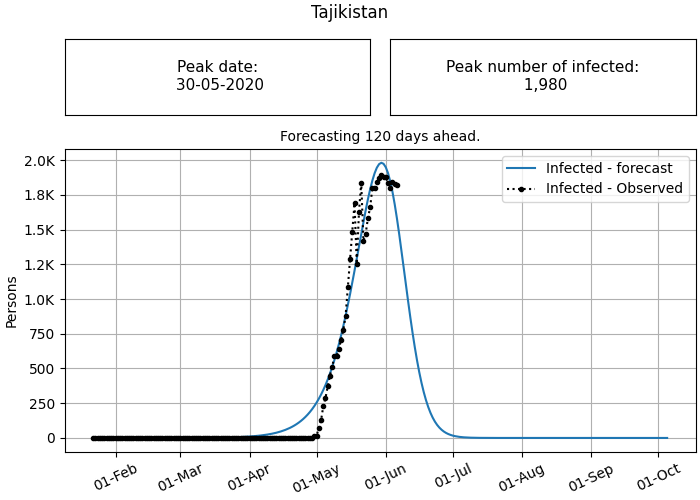 Tajikistan
Peak date:
30-05-2020
Peak number of infected:
1,980
Forecasting 120 days ahead.
Infected - forecast
Infected - Observed
Persons
2.0K
1.8K
1.5K
1.2K
1.0K
750
500
250
0
01-Feb
01-Mar
01-Apr
01-May
01-Jun
01-Jul
01-Aug
01-Sep
01-Oct